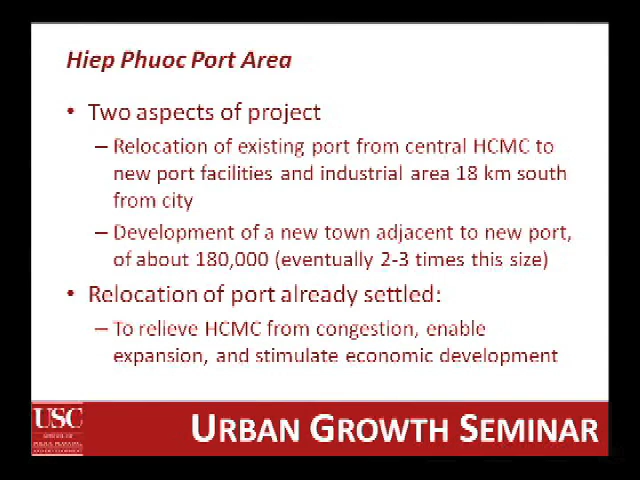 Hiep Phuoc Port Area
• Two aspects of project
– Relocation of existing port from central HCMC to
new port facilities and industrial area 18 km south
from city
– Development of a new town adjacent to new port,
of about 180,000 (eventually 2-3 times this size)
• Relocation of port already settled:
– To relieve HCMC from congestion, enable
expansion, and stimulate economic development
USC
URBAN GROWTH SEMINAR